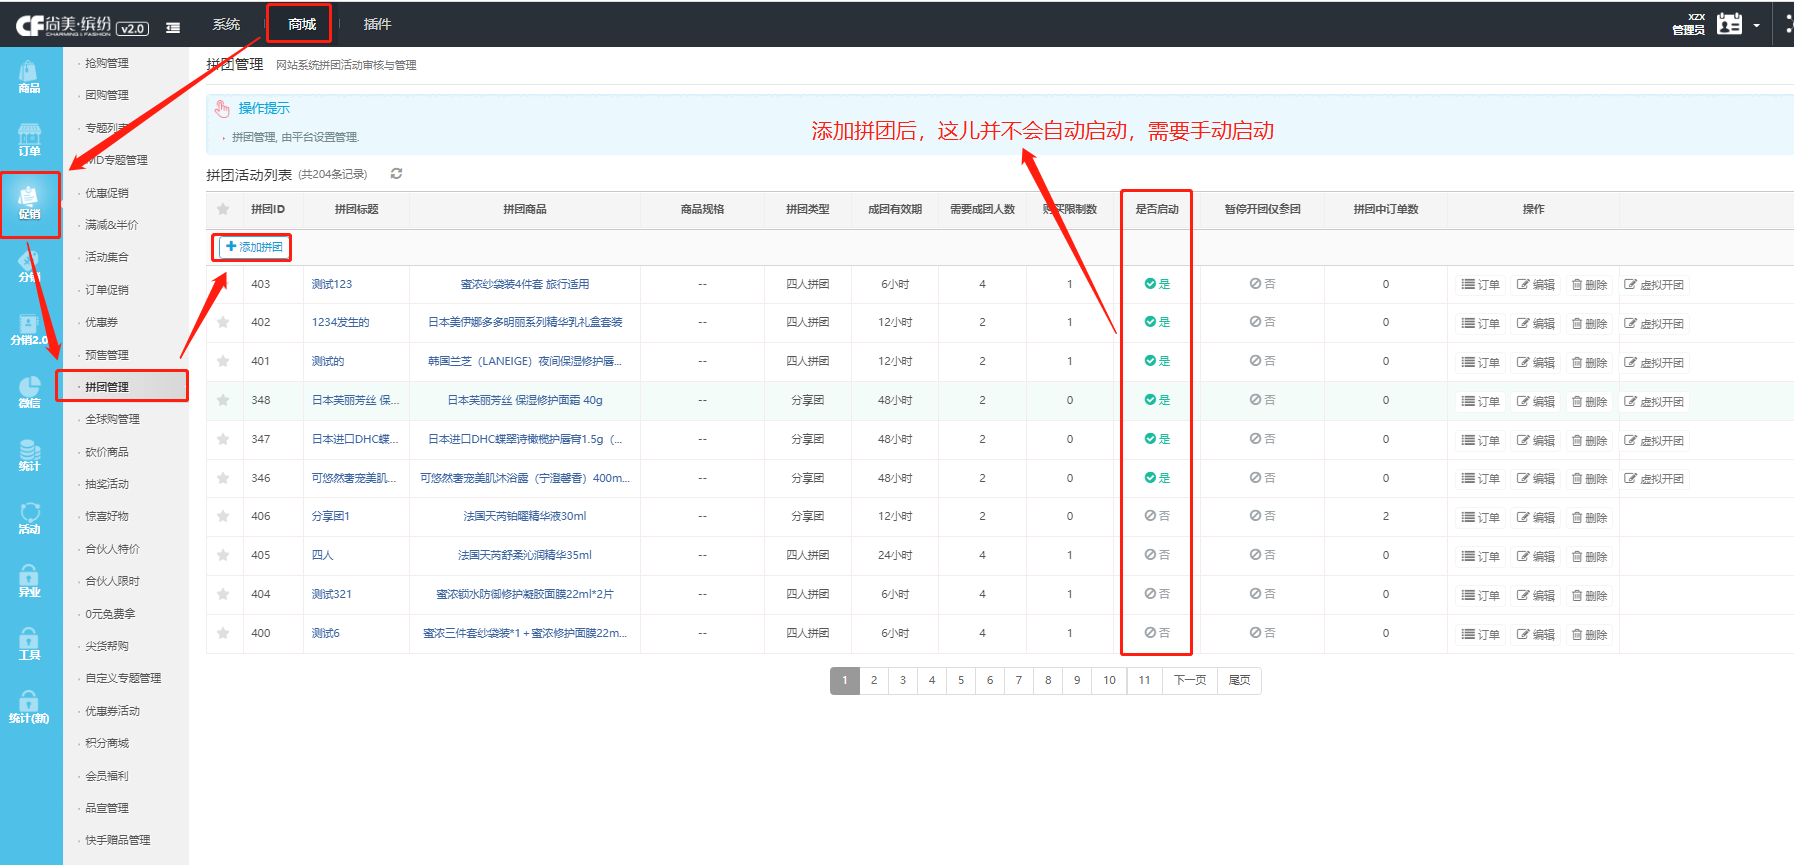 CF 尚美·缤纷 v2.0 系统 商城 插件 xzx
CHARMING & FASHION 管理员
商品
订单
促销
分销2.0
微信
统计
活动
异业
工具
统计(新)
抢购管理
团购管理
专题列表
优惠促销
满减&半价
活动集合
订单促销
优惠券
预售管理
拼团管理
全球购管理
砍价商品
抽奖活动
惊喜好物
合伙人特价
合伙人限时
0元免费拿
尖货帮购
自定义专题管理
优惠券活动
积分商城
会员福利
品宣管理
快手赠品管理
拼团管理 网站系统拼团活动审核与管理
操作提示
拼团管理, 由平台设置管理.
添加拼团后，这儿并不会自动启动，需要手动启动
拼团活动列表 (共204条记录)
拼团ID 拼团标题 拼团商品 商品规格 拼团类型 成团有效期 需要成团人数 购买限制数 是否启动 暂停开团仅参团 拼团中订单数 操作
添加拼团
403 测试123 蜜浓纱袋装4件套 旅行适用 -- 四人拼团 6小时 4 1 是 否 0 订单 编辑 删除 虚拟开团
402 1234发生的 日本美伊娜多多明丽系列精华乳礼盒套装 -- 四人拼团 12小时 2 1 是 否 0 订单 编辑 删除 虚拟开团
401 测试的 韩国兰芝（LANEIGE）夜间保湿修护唇... -- 四人拼团 12小时 2 1 是 否 0 订单 编辑 删除 虚拟开团
348 日本芙丽芳丝 保... 日本芙丽芳丝 保湿修护面霜 40g -- 分享团 48小时 2 0 是 否 0 订单 编辑 删除 虚拟开团
347 日本进口DHC蝶... 日本进口DHC蝶翠诗橄榄护唇膏1.5g（... -- 分享团 48小时 2 0 是 否 0 订单 编辑 删除 虚拟开团
346 可悠然奢宠美肌... 可悠然奢宠美肌沐浴露（宁澄馨香）400m... -- 分享团 48小时 2 0 是 否 0 订单 编辑 删除 虚拟开团
406 分享团1 法国天芮铂曜精华液30ml -- 分享团 12小时 2 0 否 否 2 订单 编辑 删除
405 四人 法国天芮舒柔沁润精华35ml -- 四人拼团 24小时 4 1 否 否 0 订单 编辑 删除
404 测试321 蜜浓锁水防御修护凝胶面膜22ml*2片 -- 四人拼团 6小时 4 1 否 否 0 订单 编辑 删除
400 测试6 蜜浓三件套纱袋装*1＋蜜浓修护面膜22m... -- 四人拼团 6小时 4 1 否 否 0 订单 编辑 删除
1 2 3 4 5 6 7 8 9 10 11 下一页 尾页